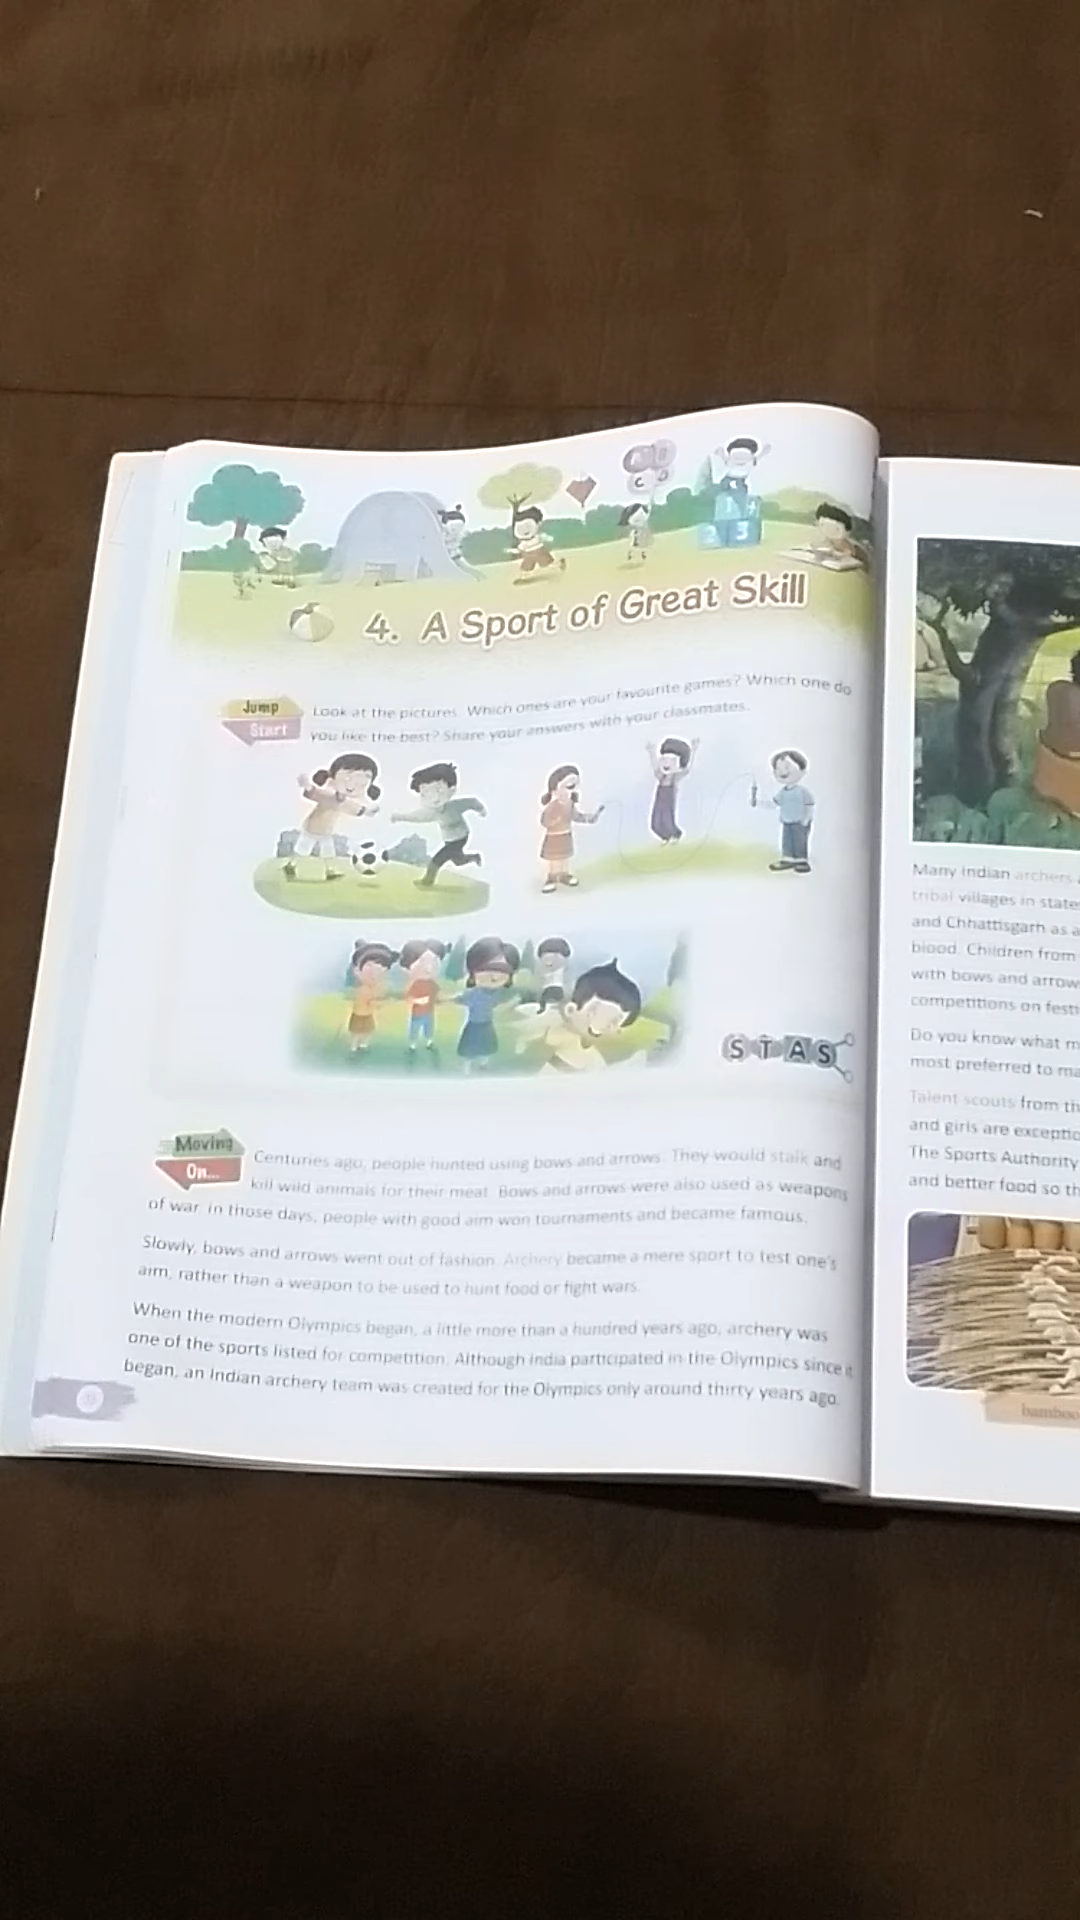 4. A Sport of Great Skill
Jump
Start
Look at the pictures. Which ones are your favourite games? Which one do
you like the best? Share your answers with your classmates.
S T A S
Moving
On...
Centuries ago, people hunted using bows and arrows. They would stalk and
kill wild animals for their meat. Bows and arrows were also used as weapons
of war. In those days, people with good aim won tournaments and became famous.
Slowly, bows and arrows went out of fashion. Archery became a mere sport to test one's
aim, rather than a weapon to be used to hunt food or fight wars.
When the modern Olympics began, a little more than a hundred years ago, archery was
one of the sports listed for competition. Although India participated in the Olympics since it
began, an Indian archery team was created for the Olympics only around thirty years ago.
Many Indian archers
tribal villages in state
and Chhattisgarh as a
blood. Children from
with bows and arrow
competitions on festi
Do you know what m
most preferred to ma
Talent scouts from th
and girls are exceptio
The Sports Authority
and better food so th
bamboo